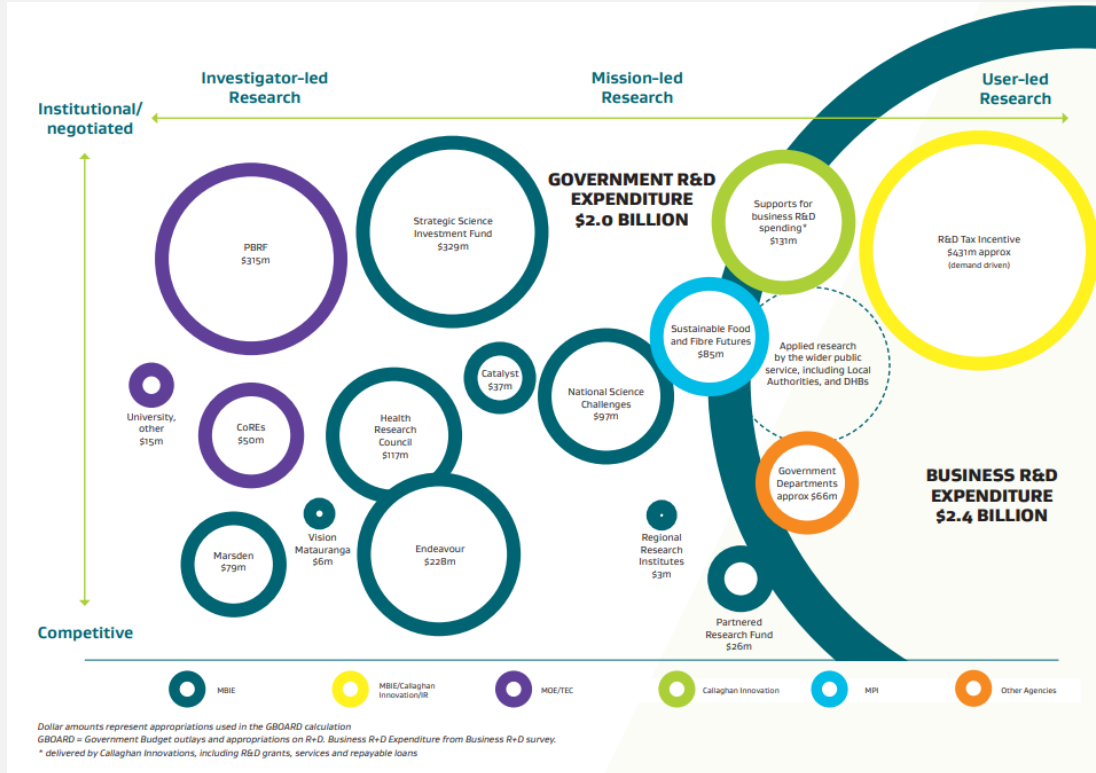 Investigator-led
Research
Mission-led
Research
User-led
Research
Institutional/
negotiated
GOVERNMENT R&D
EXPENDITURE
$2.0 BILLION
PBRF
$315m
Strategic Science
Investment Fund
$329m
Supports for
business R&D
spending*
$131m
R&D Tax Incentive
$431m approx
(demand driven)
Sustainable Food
and Fibre Futures
$85m
Applied research
by the wider public
service, including Local
Authorities, and DHBs
Catalyst
$37m
National Science
Challenges
$97m
University,
other
$15m
CoREs
$50m
Health
Research
Council
$117m
Government
Departments
approx $66m
BUSINESS R&D
EXPENDITURE
$2.4 BILLION
Marsden
$79m
Vision
Matauranga
$6m
Endeavour
$228m
Regional
Research
Institutes
$3m
Partnered
Research Fund
$26m
Competitive
MBIE
MBIE/Callaghan
Innovation/IR
MOE/TEC
Callaghan Innovation
MPI
Other Agencies
Dollar amounts represent appropriations used in the GBOARD calculation
GBOARD = Government Budget outlays and appropriations on R+D. Business R+D Expenditure from Business R+D survey.
* delivered by Callaghan Innovations, including R&D grants, services and repayable loans